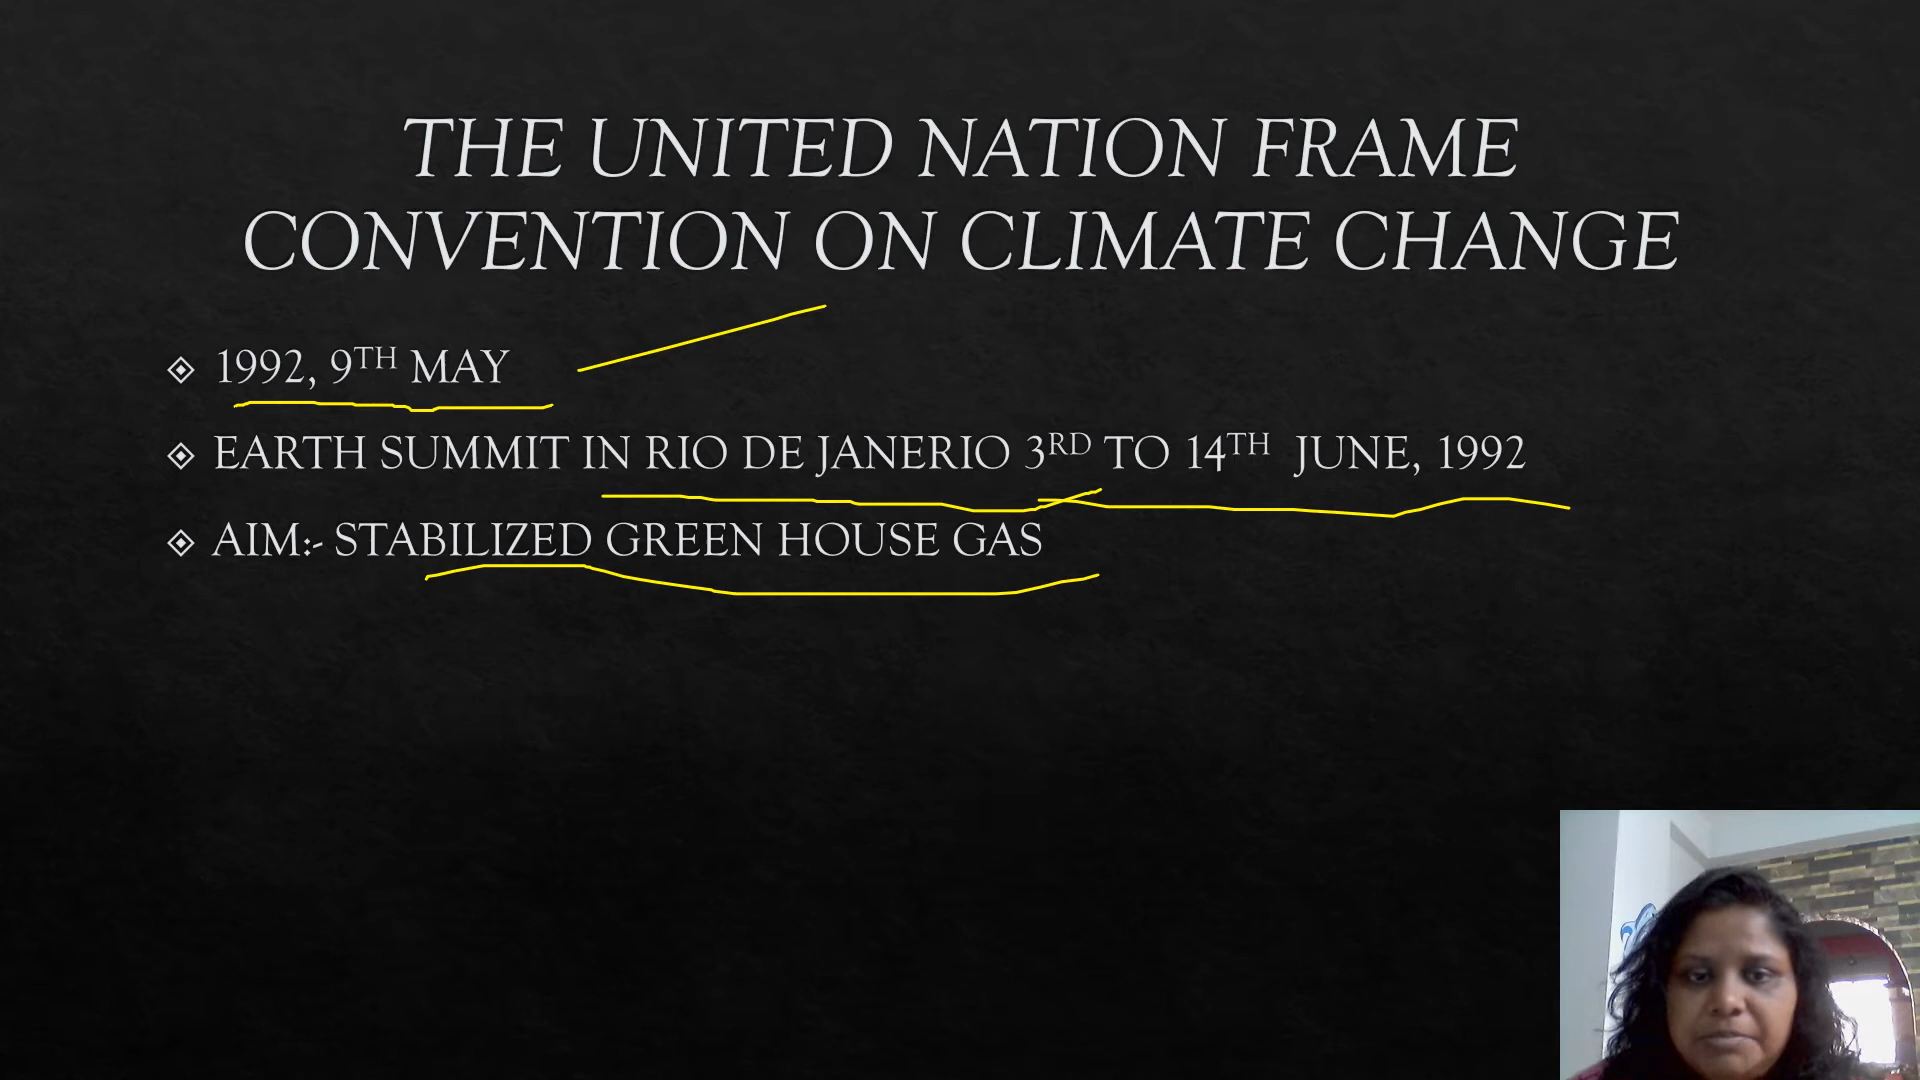 THE UNITED NATION FRAME
CONVENTION ON CLIMATE CHANGE
1992, 9TH MAY
EARTH SUMMIT IN RIO DE JANERIO 3RD TO 14TH JUNE, 1992
AIM:- STABILIZED GREEN HOUSE GAS